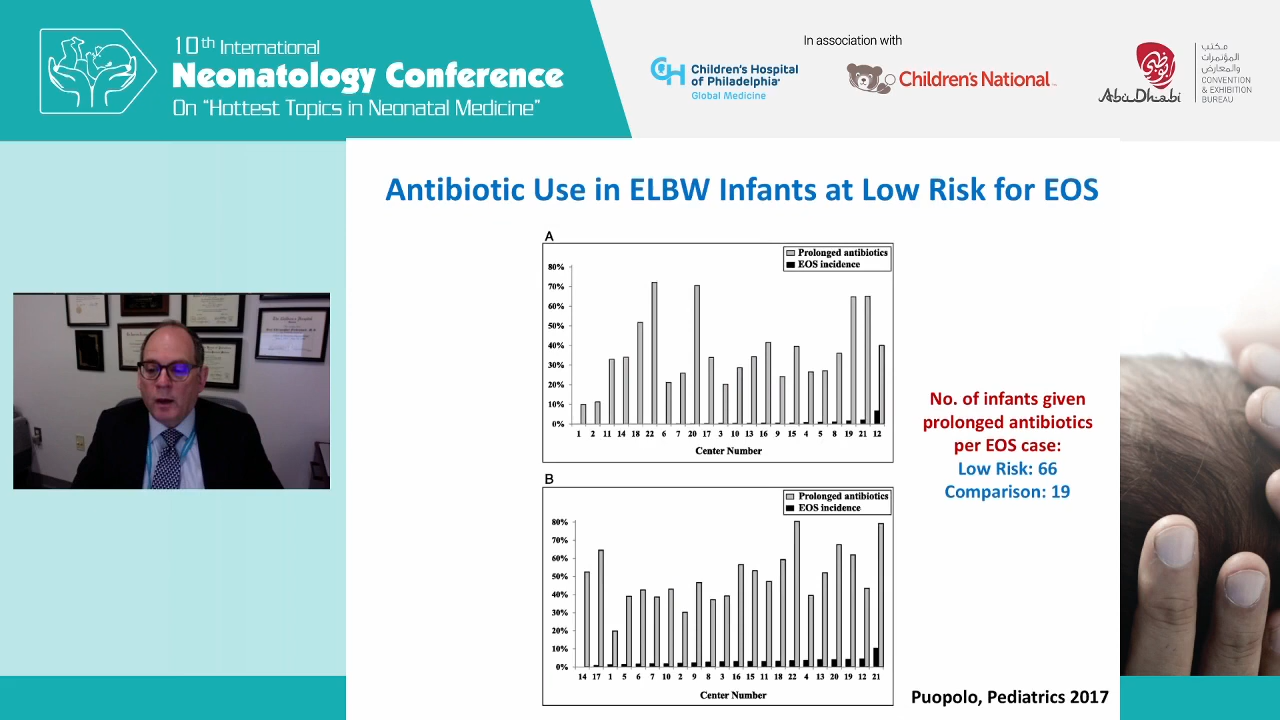 10th International
Neonatology Conference
On "Hottest Topics in Neonatal Medicine"
In association with
Children's Hospital
of Philadelphia
Global Medicine
Children's National
Abu Dhabi
مكتب
المؤتمرات
والمعارض
CONVENTION
& EXHIBITION
BUREAU
Antibiotic Use in ELBW Infants at Low Risk for EOS
A
Prolonged antibiotics
EOS incidence
80%
70%
60%
50%
40%
30%
20%
10%
0%
1 2 11 14 18 22 6 7 20 17 3 10 13 16 9 15 4 5 8 19 21 12
Center Number
B
Prolonged antibiotics
EOS incidence
80%
70%
60%
50%
40%
30%
20%
10%
0%
14 17 1 5 6 7 10 2 9 8 3 16 15 11 18 22 4 13 20 19 12 21
Center Number
No. of infants given
prolonged antibiotics
per EOS case:
Low Risk: 66
Comparison: 19
Puopolo, Pediatrics 2017